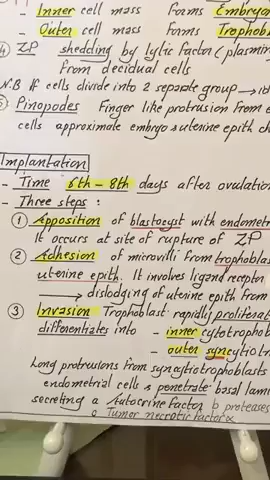 - Inner cell mass Forms Embryo
- Outer cell mass Forms Trophob
④ ZP shedding by lytic factor (plasmin
from decidual cells
N.B If cells divide into 2 separate group →
⑤ Pinopodes Finger like protrusion from e
cells approximate embryo & uterine epith
Implantation
- Time 6th - 8th days after ovulation
- Three steps :
① Apposition of blastocyst with endomet
It occurs at site of rupture of ZP
② Adhesion of microvilli from trophobla
uterine epith. It involves ligand receptor
→ dislodging of uterine epith from
③ Invasion Trophoblast rapidly prolifera
differentiates into - inner cytotrophob
- outer syncytiotr
Long protrusions from syncytiotrophoblasts
endometrial cells & penetrate basal lami
secreting a Autocrine factor b proteases
o Tumer necrotic factor α